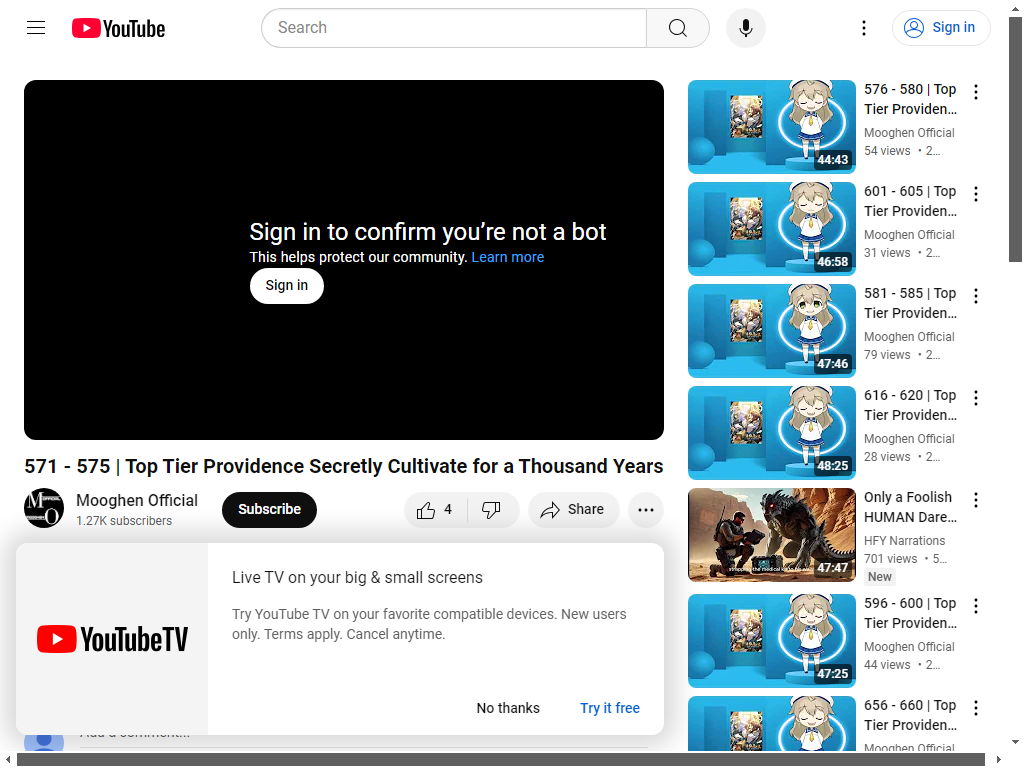 YouTube
Search
Sign in
Sign in to confirm you’re not a bot
This helps protect our community. Learn more
Sign in
571 - 575 | Top Tier Providence Secretly Cultivate for a Thousand Years
Mooghen Official
1.27K subscribers
Subscribe
4
Share
YouTubeTV
Live TV on your big & small screens
Try YouTube TV on your favorite compatible devices. New users
only. Terms apply. Cancel anytime.
No thanks
Try it free
Add a comment...
44:43
576 - 580 | Top
Tier Providen...
Mooghen Official
54 views • 2...
46:58
601 - 605 | Top
Tier Providen...
Mooghen Official
31 views • 2...
47:46
581 - 585 | Top
Tier Providen...
Mooghen Official
79 views • 2...
48:25
616 - 620 | Top
Tier Providen...
Mooghen Official
28 views • 2...
47:47
Only a Foolish
HUMAN Dare...
HFY Narrations
701 views • 5...
New
47:25
596 - 600 | Top
Tier Providen...
Mooghen Official
44 views • 2...
656 - 660 | Top
Tier Providen...
Mooghen Official